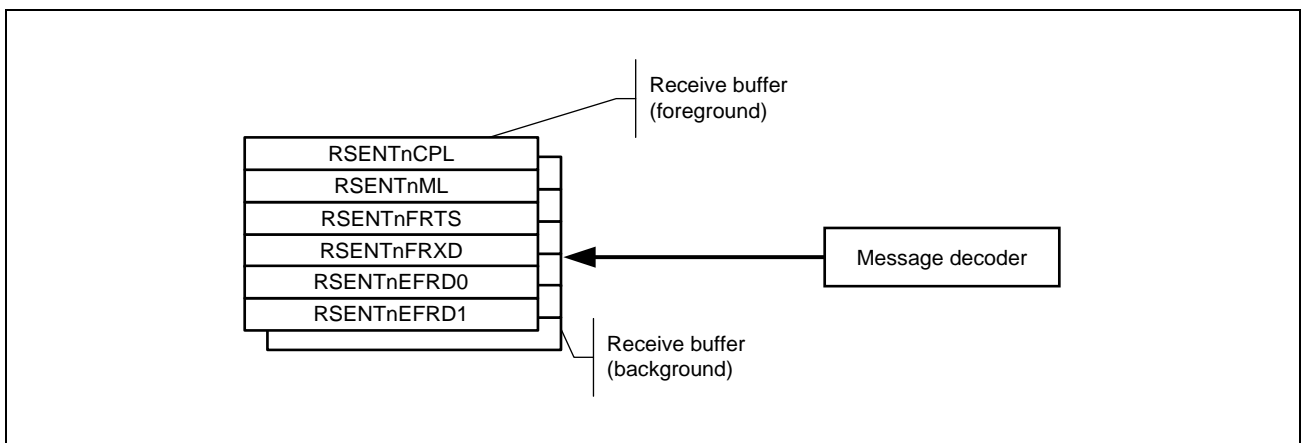 Receive buffer
(foreground)
RSENTnCPL
RSENTnML
RSENTnFRTS
RSENTnFRXD
RSENTnEFRD0
RSENTnEFRD1
Message decoder
Receive buffer
(background)